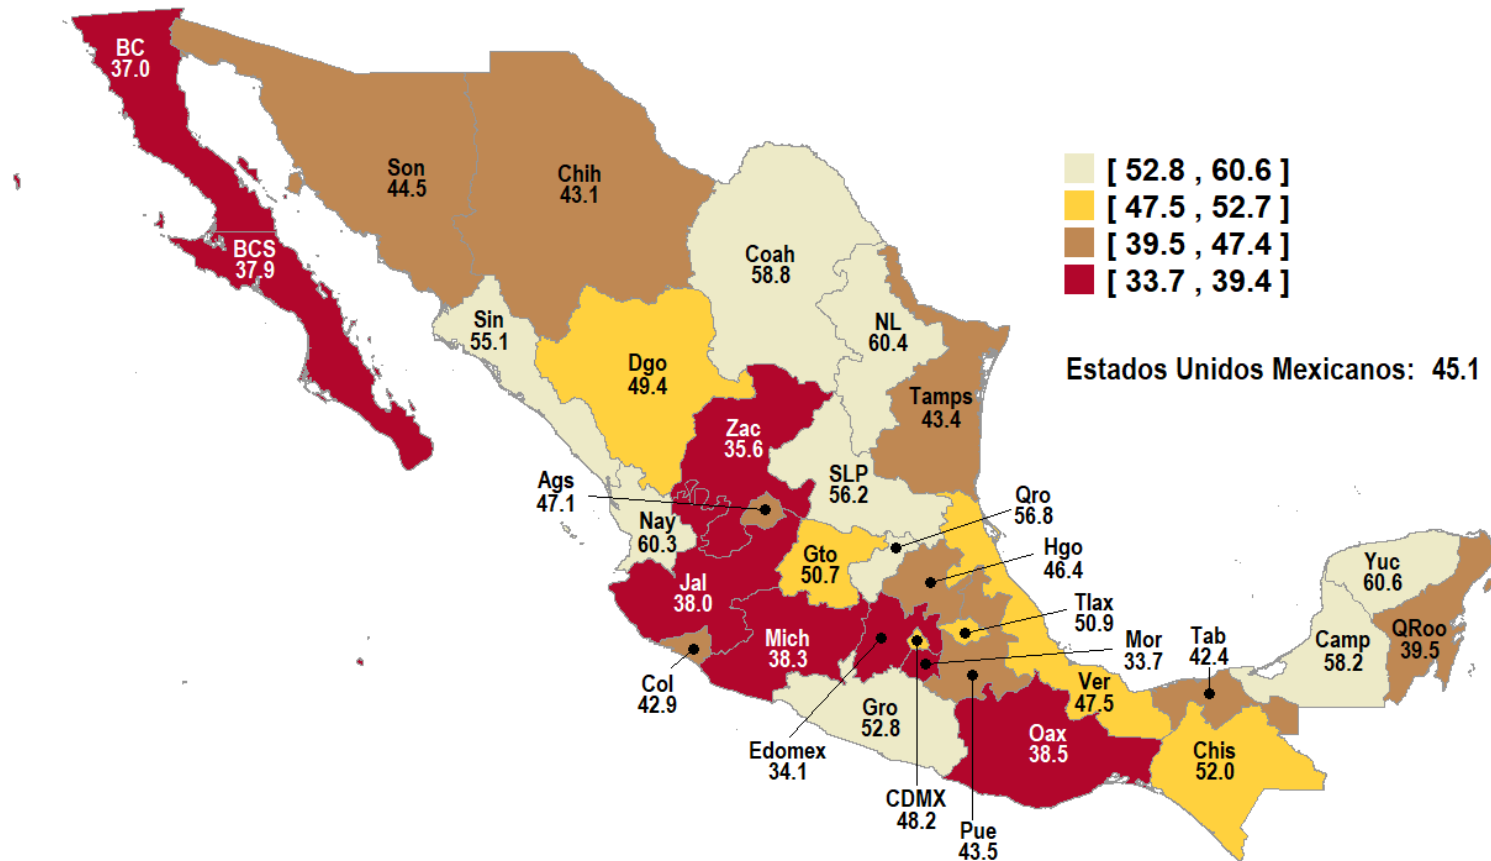 BC
37.0
Son
44.5
Chih
43.1
[ 52.8 , 60.6 ]
[ 47.5 , 52.7 ]
[ 39.5 , 47.4 ]
[ 33.7 , 39.4 ]
Estados Unidos Mexicanos: 45.1
BCS
37.9
Coah
58.8
Sin
55.1
NL
60.4
Dgo
49.4
Tamps
43.4
Zac
35.6
Ags
47.1
SLP
56.2
Qro
56.8
Nay
60.3
Gto
50.7
Hgo
46.4
Yuc
60.6
Jal
38.0
Tlax
50.9
Mich
38.3
Mor
33.7
Tab
42.4
Camp
58.2
QRoo
39.5
Col
42.9
Gro
52.8
Ver
47.5
Edomex
34.1
Oax
38.5
Chis
52.0
CDMX
48.2
Pue
43.5